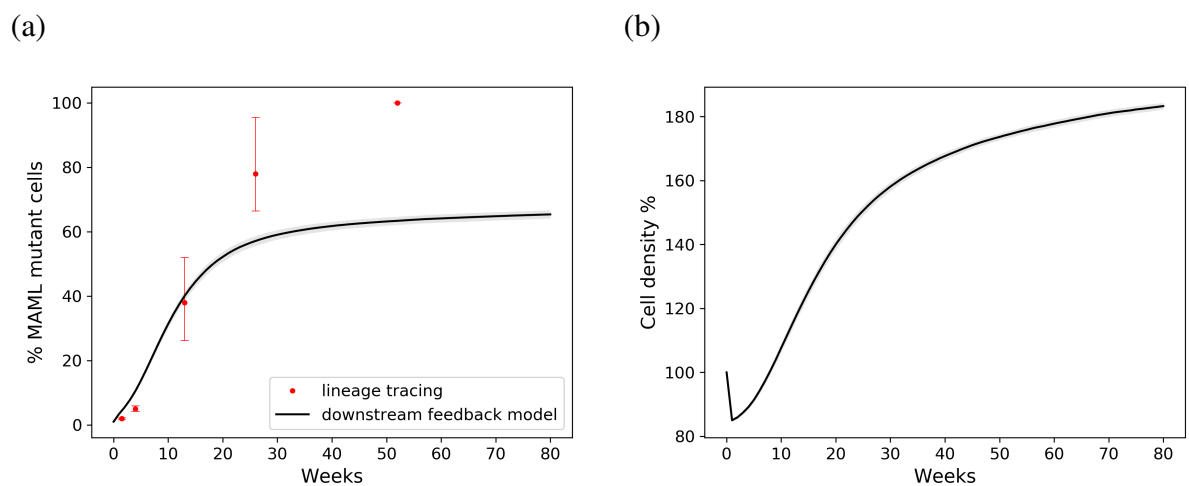 (a)
100
80
60
40
20
0
% MAML mutant cells
lineage tracing
downstream feedback model
0 10 20 30 40 50 60 70 80
Weeks
(b)
180
160
140
120
100
80
Cell density %
0 10 20 30 40 50 60 70 80
Weeks